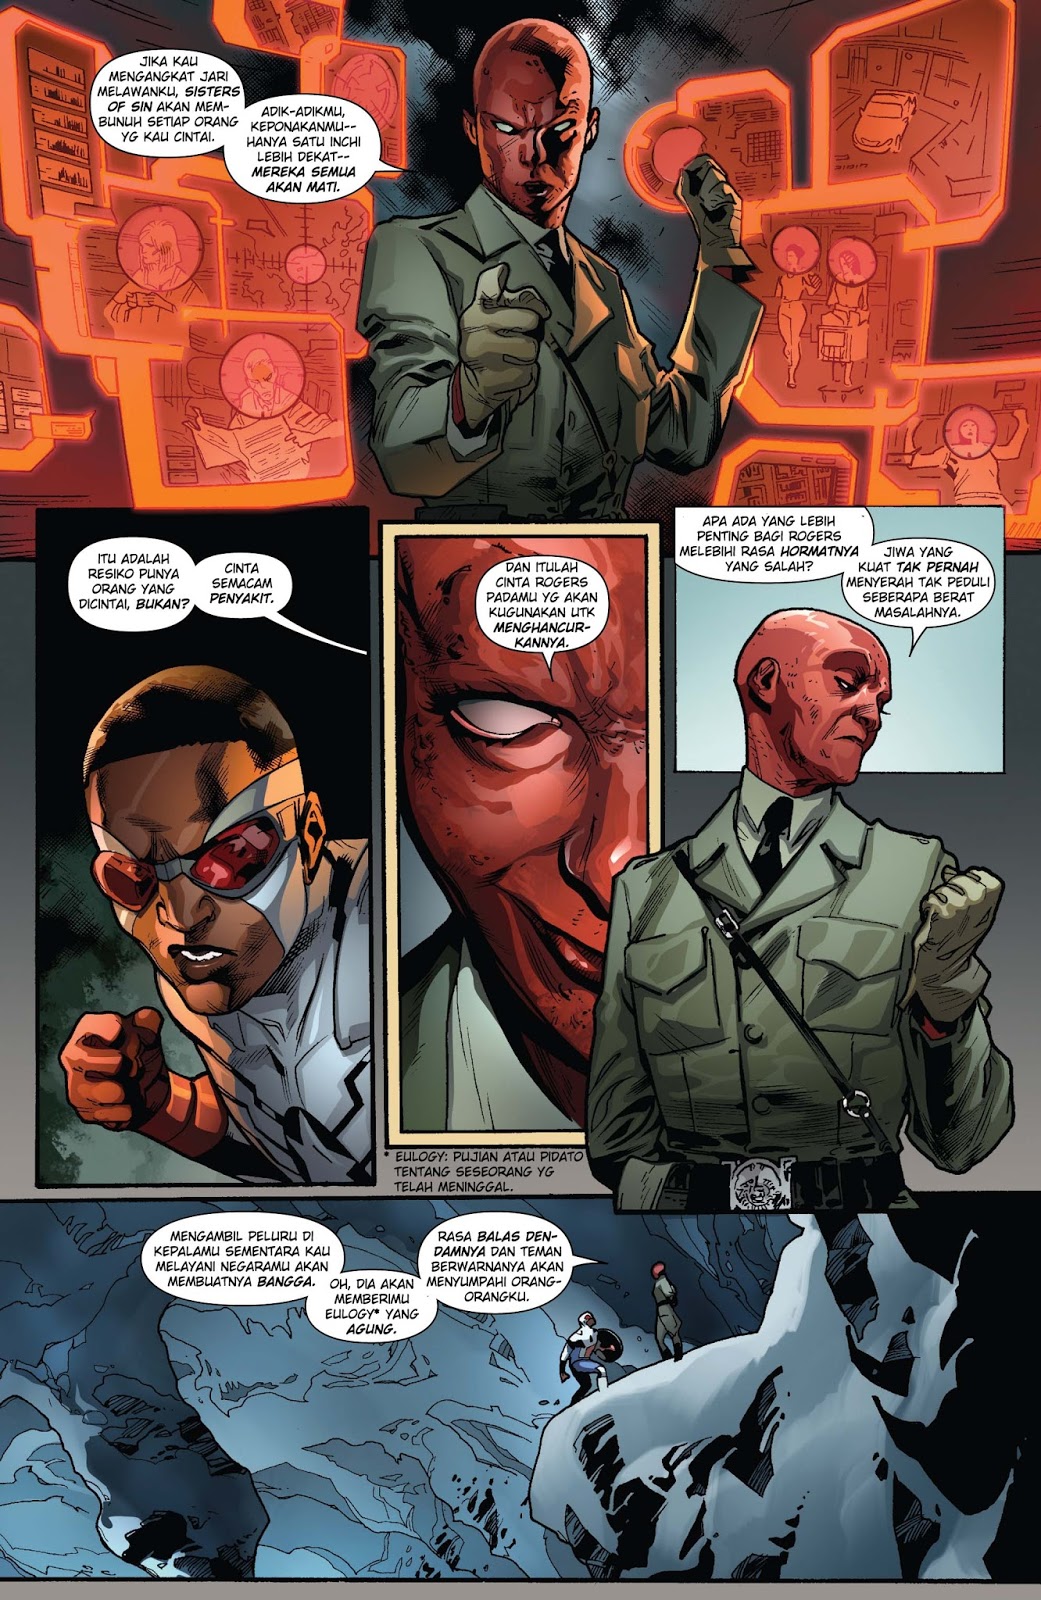 JIKA KAU
MENGANGKAT JARI
MELAWANKU, SISTERS
OF SIN AKAN MEM-
BUNUH SETIAP ORANG
YG KAU CINTAI.
ADIK-ADIKMU,
KEPONAKANMU--
HANYA SATU INCHI
LEBIH DEKAT--
MEREKA SEMUA
AKAN MATI.
ITU ADALAH
RESIKO PUNYA
ORANG YANG
DICINTAI, BUKAN?
CINTA
SEMACAM
PENYAKIT.
DAN ITULAH
CINTA ROGERS
PADAMU YG AKAN
KUGUNAKAN UTK
MENGHANCUR-
KANNYA.
APA ADA YANG LEBIH
PENTING BAGI ROGERS
MELEBIHI RASA HORMATNYA
YANG SALAH?
JIWA YANG
KUAT TAK PERNAH
MENYERAH TAK PEDULI
SEBERAPA BERAT
MASALAHNYA.
* EULOGY: PUJIAN ATAU PIDATO
TENTANG SESEORANG YG
TELAH MENINGGAL.
MENGAMBIL PELURU DI
KEPALAMU SEMENTARA KAU
MELAYANI NEGARAMU AKAN
MEMBUATNYA BANGGA.
OH, DIA AKAN
MEMBERIMU
EULOGY* YANG
AGUNG.
RASA BALAS DEN-
DAMNYA DAN TEMAN
BERWARNANYA AKAN
MENYUMPAHI ORANG-
ORANGKU.